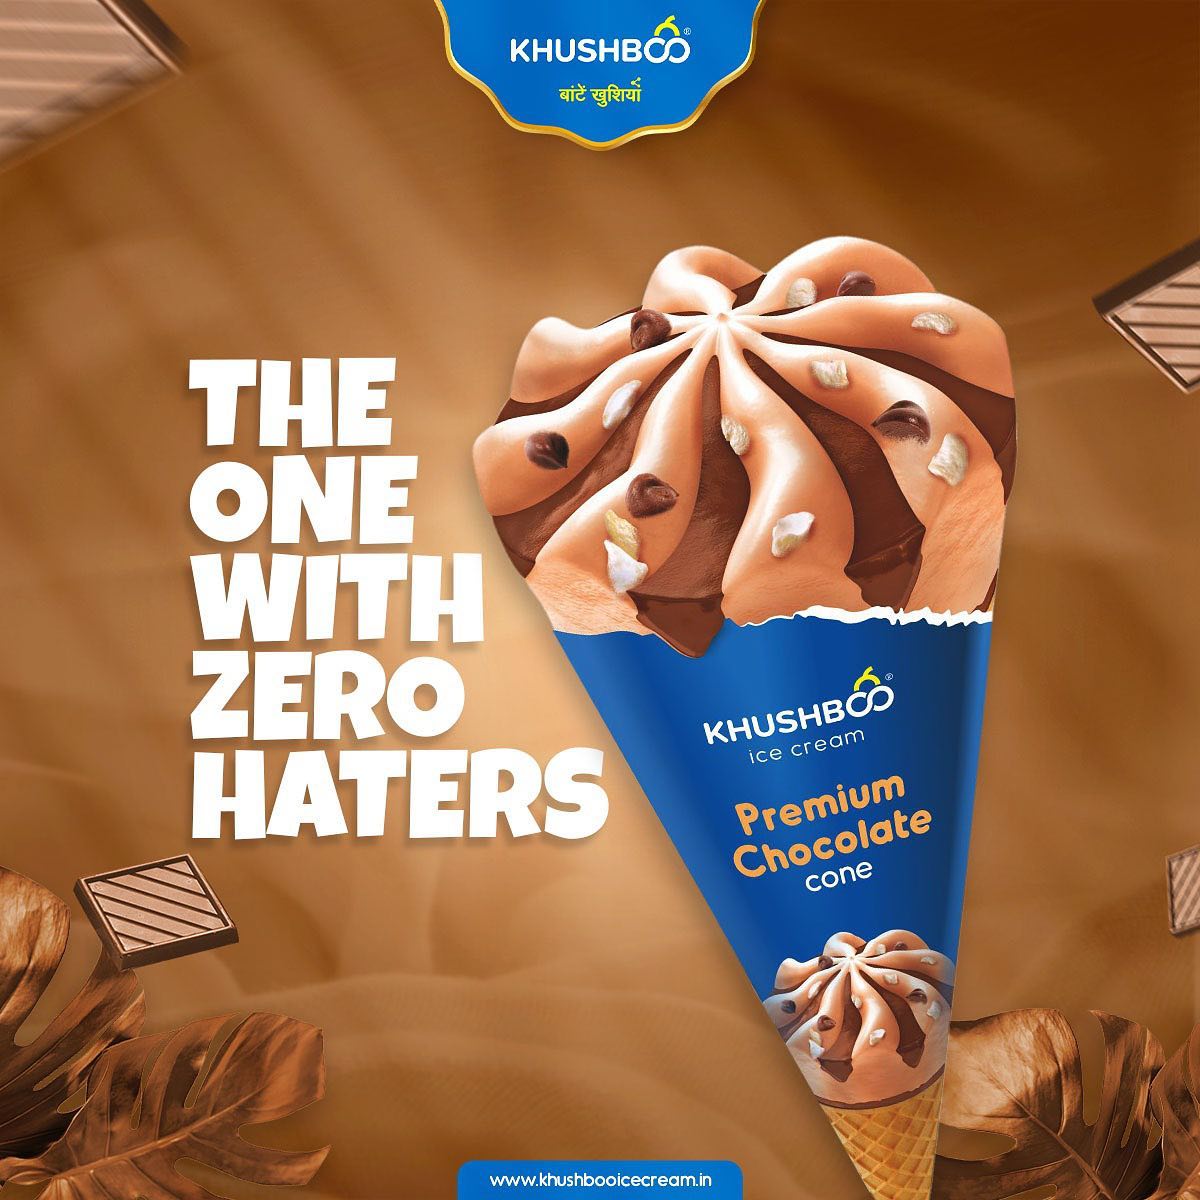 KHUSHBOO®
बांटें खुशियाँ
THE
ONE
WITH
ZERO
HATERS
KHUSHBOO®
ice cream
Premium
Chocolate
cone
www.khushbooicecream.in